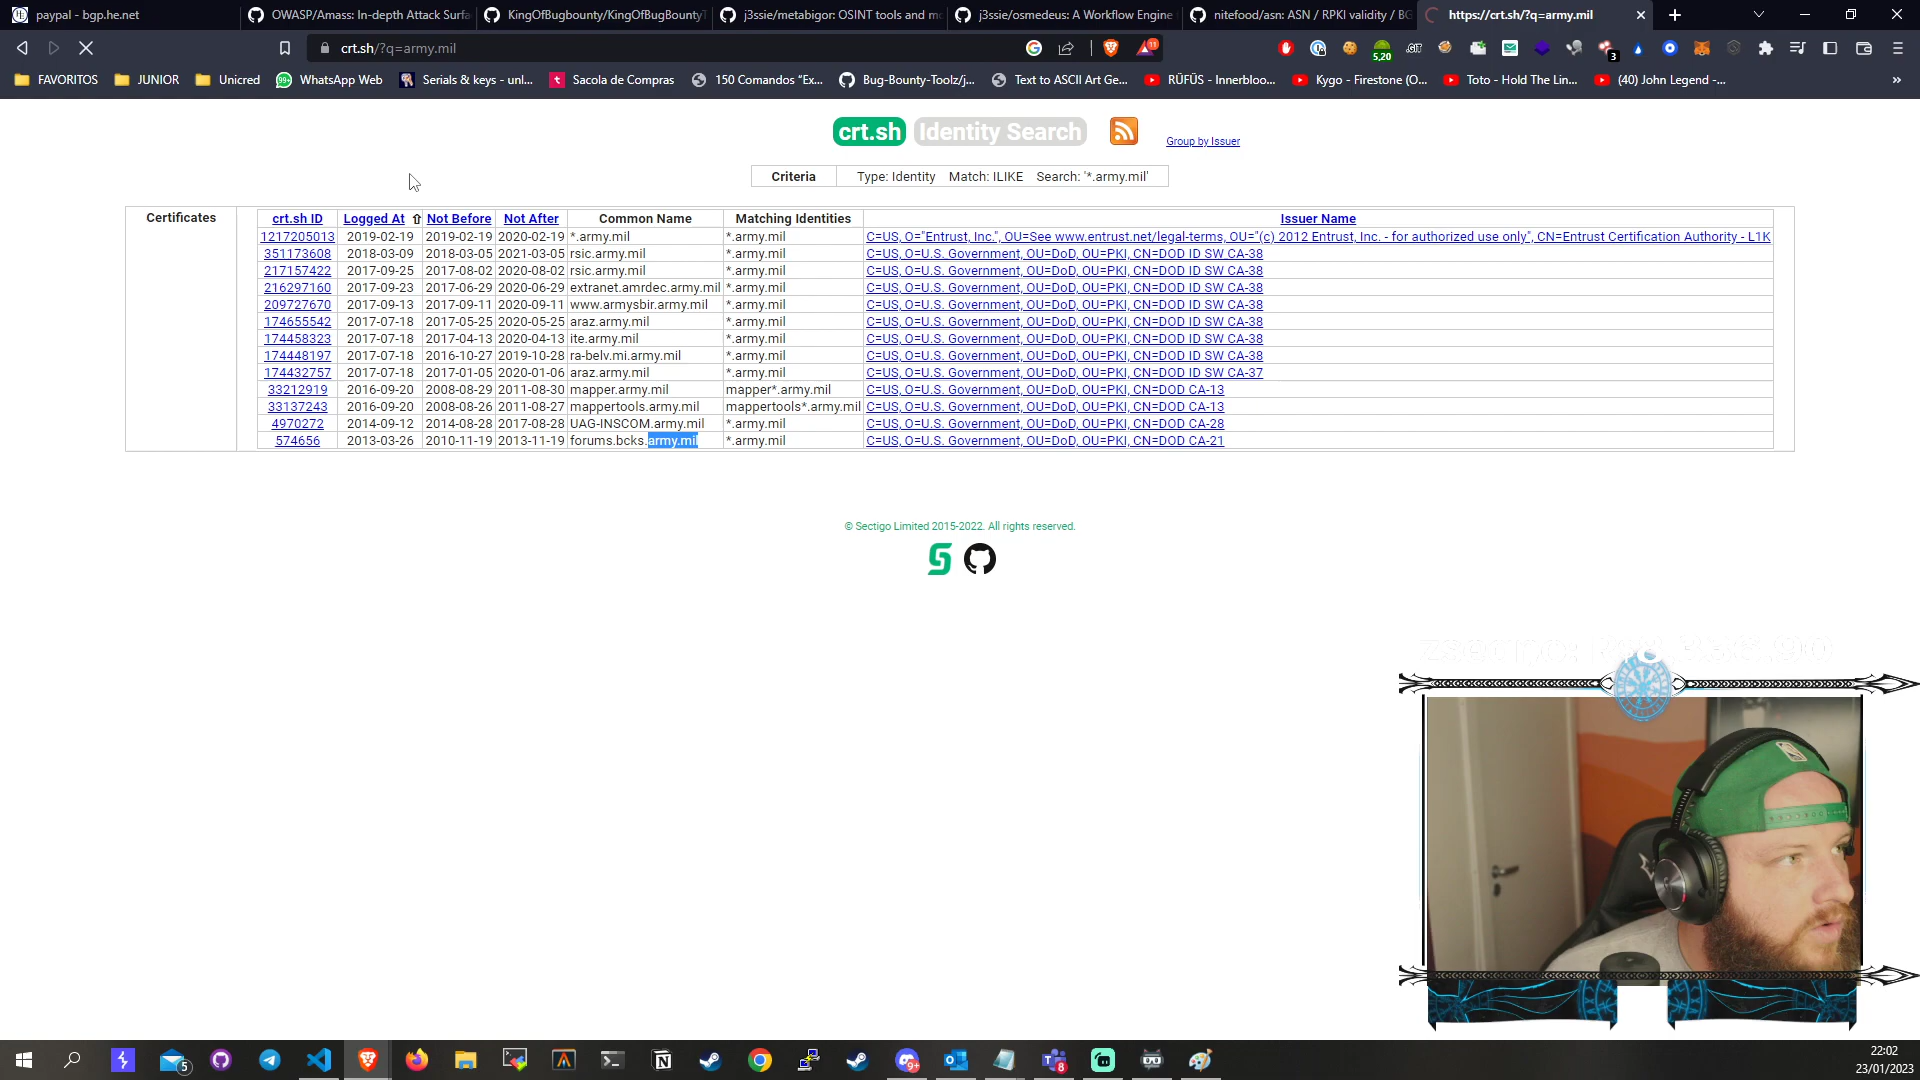 paypal - bgp.he.net
OWASP/Amass: In-depth Attack Surfa
KingOfBugbounty/KingOfBugBountyT
j3ssie/metabigor: OSINT tools and mo
j3ssie/osmedeus: A Workflow Engine
nitefood/asn: ASN / RPKI validity / BG
https://crt.sh/?q=army.mil
crt.sh/?q=army.mil
11
5,20
.GIT
3
FAVORITOS
JUNIOR
Unicred
99+
WhatsApp Web
Serials & keys - unl...
t
Sacola de Compras
150 Comandos “Ex...
Bug-Bounty-Toolz/j...
Text to ASCII Art Ge...
RÜFÜS - Innerbloo...
Kygo - Firestone (O...
Toto - Hold The Lin...
(40) John Legend -...
»
crt.sh Identity Search
Group by Issuer
Criteria Type: Identity Match: ILIKE Search: '*.army.mil'
Certificates
crt.sh ID Logged At ⇧ Not Before Not After Common Name Matching Identities Issuer Name
1217205013 2019-02-19 2019-02-19 2020-02-19 *.army.mil *.army.mil C=US, O="Entrust, Inc.", OU=See www.entrust.net/legal-terms, OU="(c) 2012 Entrust, Inc. - for authorized use only", CN=Entrust Certification Authority - L1K
351173608 2018-03-09 2018-03-05 2021-03-05 rsic.army.mil *.army.mil C=US, O=U.S. Government, OU=DoD, OU=PKI, CN=DOD ID SW CA-38
217157422 2017-09-25 2017-08-02 2020-08-02 rsic.army.mil *.army.mil C=US, O=U.S. Government, OU=DoD, OU=PKI, CN=DOD ID SW CA-38
216297160 2017-09-23 2017-06-29 2020-06-29 extranet.amrdec.army.mil *.army.mil C=US, O=U.S. Government, OU=DoD, OU=PKI, CN=DOD ID SW CA-38
209727670 2017-09-13 2017-09-11 2020-09-11 www.armysbir.army.mil *.army.mil C=US, O=U.S. Government, OU=DoD, OU=PKI, CN=DOD ID SW CA-38
174655542 2017-07-18 2017-05-25 2020-05-25 araz.army.mil *.army.mil C=US, O=U.S. Government, OU=DoD, OU=PKI, CN=DOD ID SW CA-38
174458323 2017-07-18 2017-04-13 2020-04-13 ite.army.mil *.army.mil C=US, O=U.S. Government, OU=DoD, OU=PKI, CN=DOD ID SW CA-38
174448197 2017-07-18 2016-10-27 2019-10-28 ra-belv.mi.army.mil *.army.mil C=US, O=U.S. Government, OU=DoD, OU=PKI, CN=DOD ID SW CA-38
174432757 2017-07-18 2017-01-05 2020-01-06 araz.army.mil *.army.mil C=US, O=U.S. Government, OU=DoD, OU=PKI, CN=DOD ID SW CA-37
33212919 2016-09-20 2008-08-29 2011-08-30 mapper.army.mil mapper*.army.mil C=US, O=U.S. Government, OU=DoD, OU=PKI, CN=DOD CA-13
33137243 2016-09-20 2008-08-26 2011-08-27 mappertools.army.mil mappertools*.army.mil C=US, O=U.S. Government, OU=DoD, OU=PKI, CN=DOD CA-13
4970272 2014-09-12 2014-08-28 2017-08-28 UAG-INSCOM.army.mil *.army.mil C=US, O=U.S. Government, OU=DoD, OU=PKI, CN=DOD CA-28
574656 2013-03-26 2010-11-19 2013-11-19 forums.bcks.army.mil *.army.mil C=US, O=U.S. Government, OU=DoD, OU=PKI, CN=DOD CA-21
© Sectigo Limited 2015-2022. All rights reserved.
5
9+
8
22:02
23/01/2023